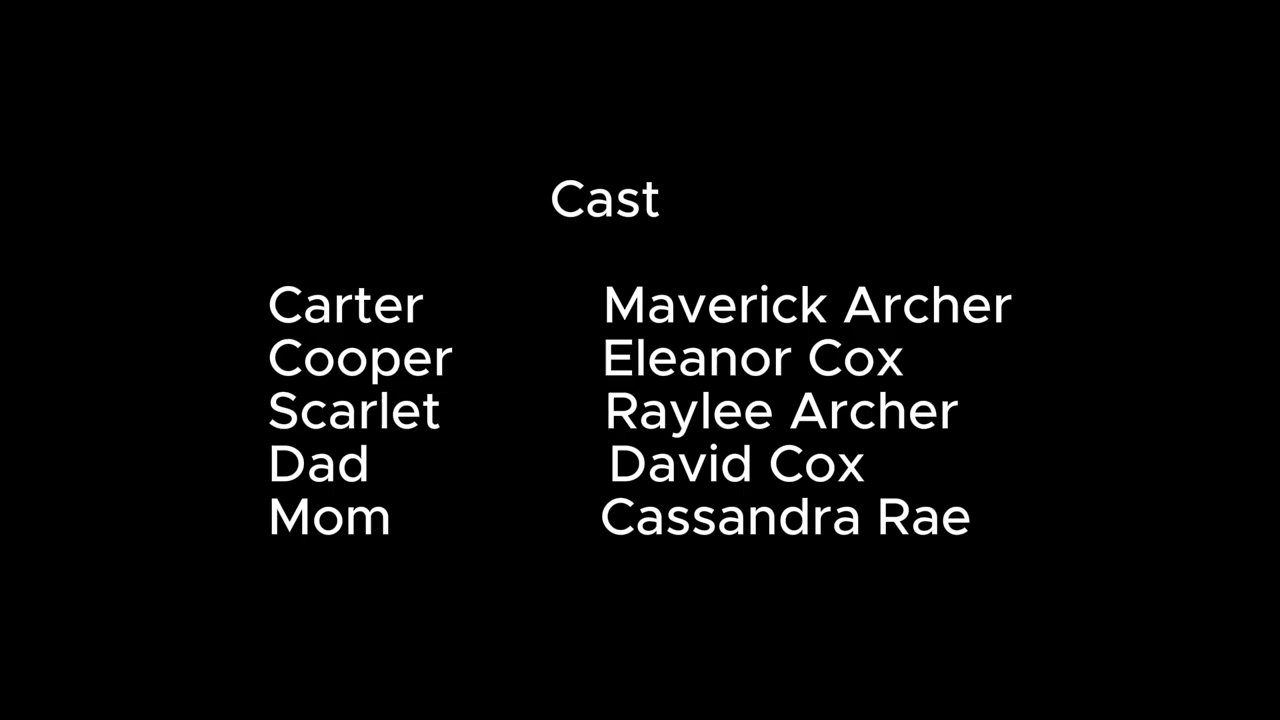 Cast
Carter Maverick Archer
Cooper Eleanor Cox
Scarlet Raylee Archer
Dad David Cox
Mom Cassandra Rae